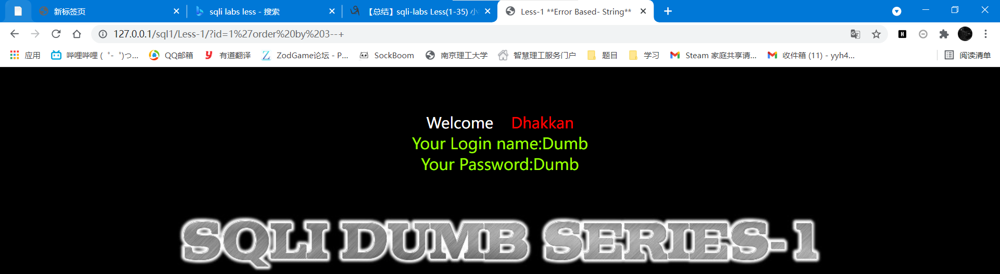 新标签页
sqli labs less - 搜索
【总结】sqli-labs Less(1-35) 小
Less-1 **Error Based- String**
127.0.0.1/sql1/Less-1/?id=1%27order%20by%203--+
应用
哔哩哔哩 (゜-゜)つ...
QQ邮箱
有道翻译
ZodGame论坛 - P...
SockBoom
南京理工大学
智慧理工服务门户
题目
学习
Steam 家庭共享请...
收件箱 (11) - yyh4...
阅读清单
Welcome Dhakkan
Your Login name:Dumb
Your Password:Dumb
SQLI DUMB SERIES-1